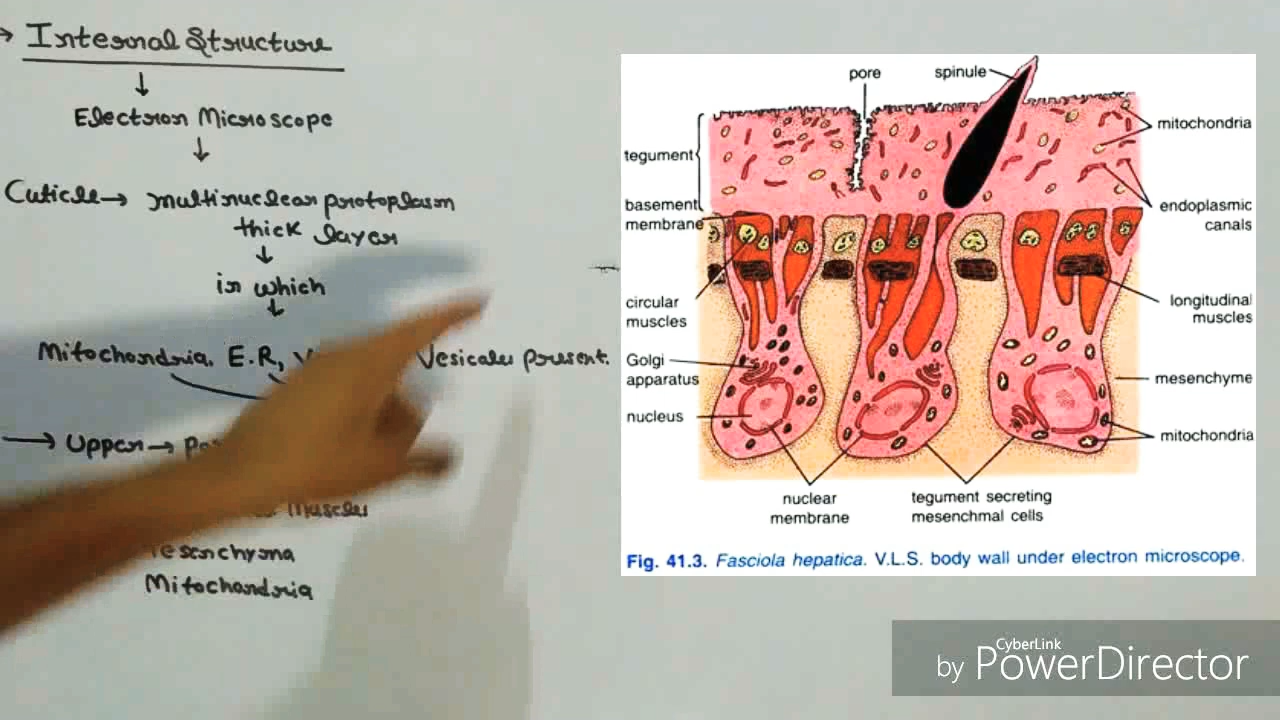 → Internal Structure
↓
Electron Microscope
↓
Cuticle → multinuclear protoplasm
thick layer
↓
in which
↓
Mitochondria. E.R, Vesicales present.
→ Upper →
muscles
Mitochondria
pore
spinule
tegument
mitochondria
basement
membrane
endoplasmic
canals
circular
muscles
longitudinal
muscles
Golgi
apparatus
mesenchyme
nucleus
mitochondria
nuclear
membrane
tegument secreting
mesenchmal cells
Fig. 41.3. Fasciola hepatica. V.L.S. body wall under electron microscope.
CyberLink
by PowerDirector